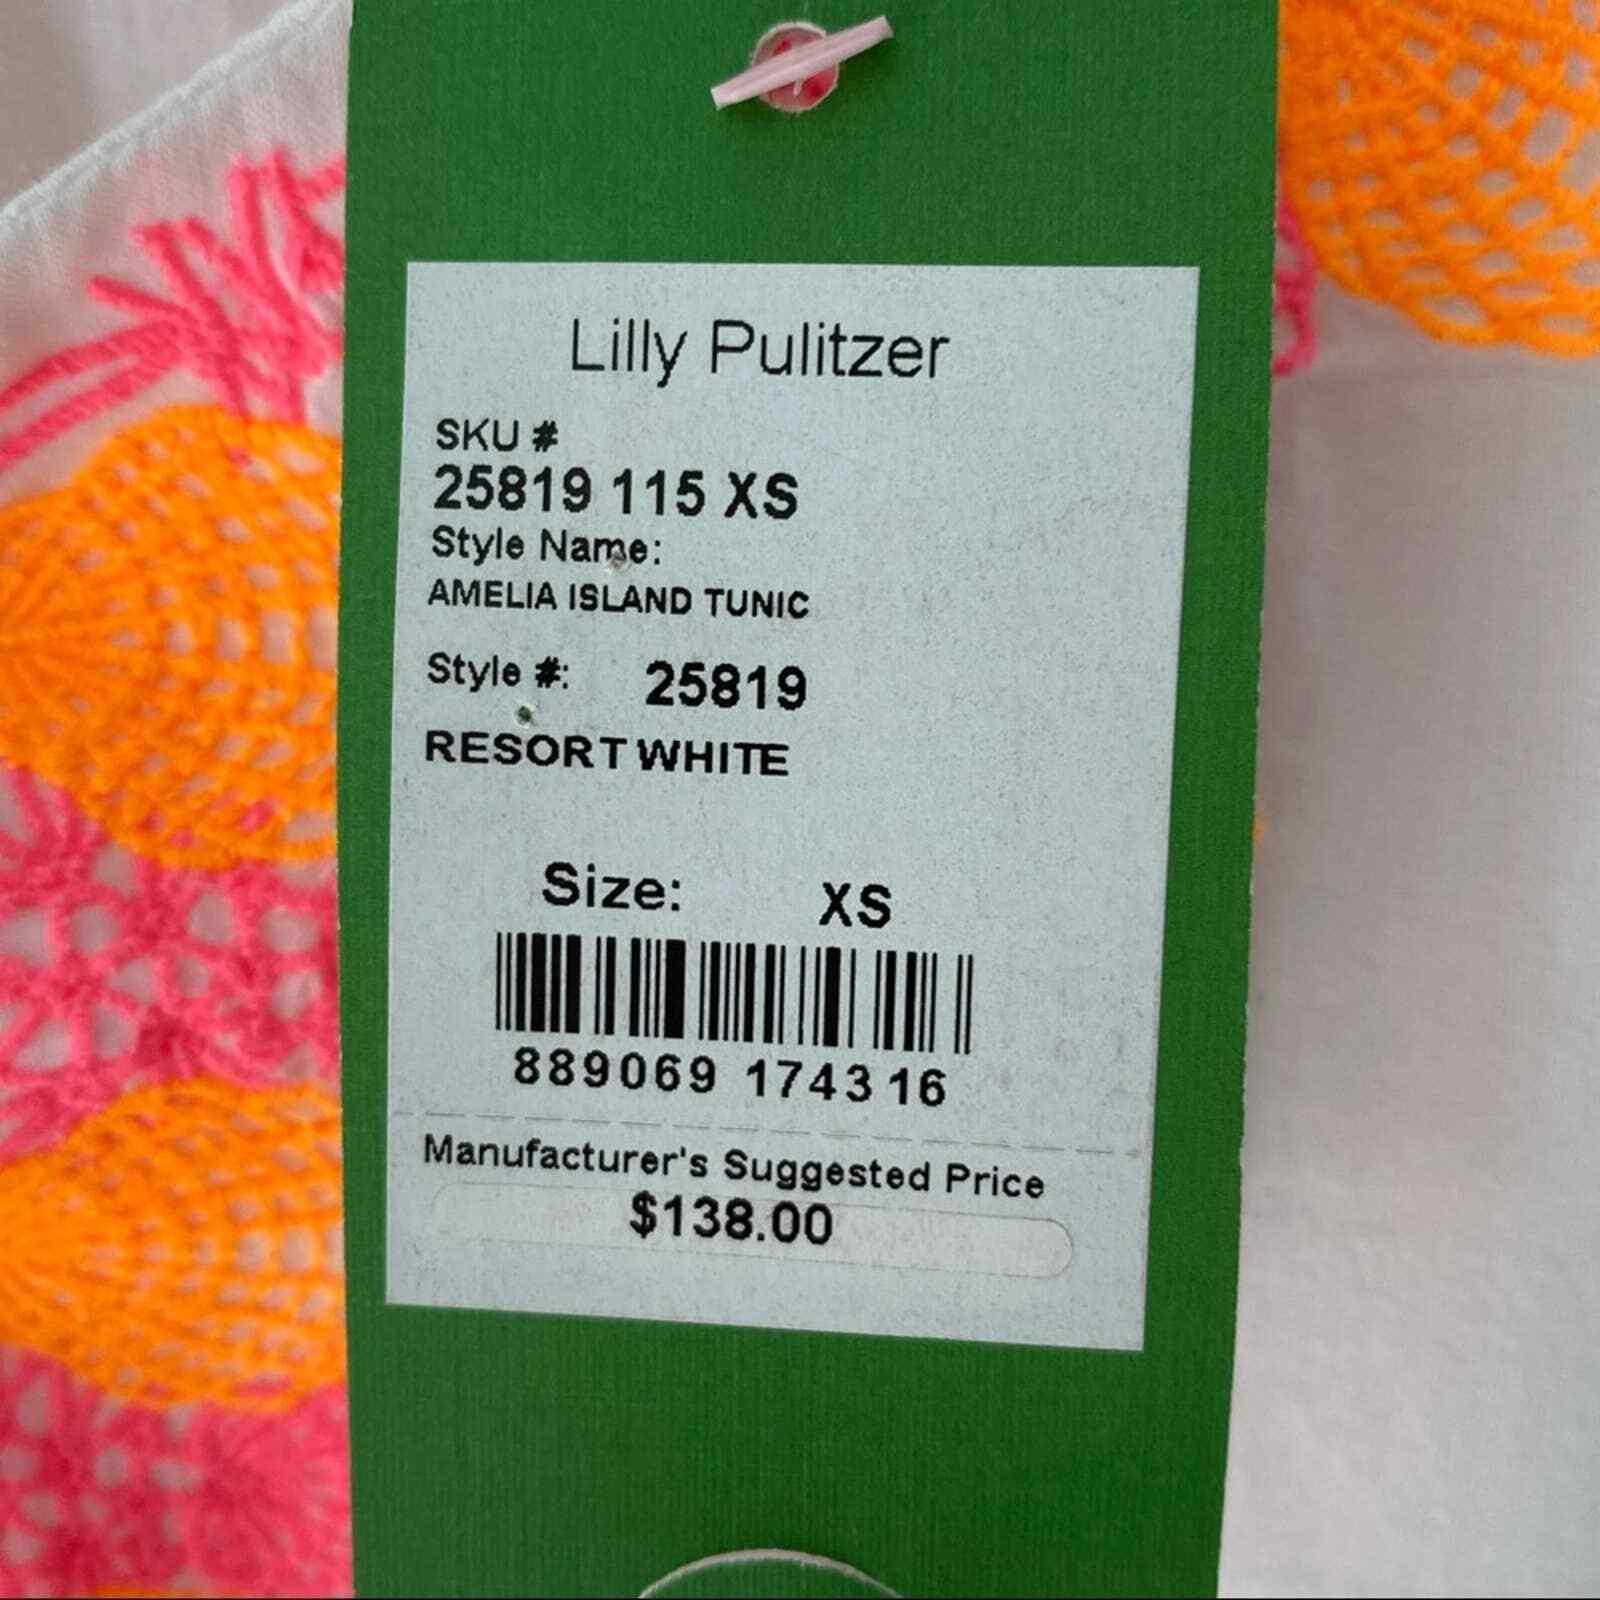 Lilly Pulitzer
SKU #
25819 115 XS
Style Name:
AMELIA ISLAND TUNIC
Style #: 25819
RESORT WHITE
Size: XS
889069 174316
Manufacturer's Suggested Price
$138.00